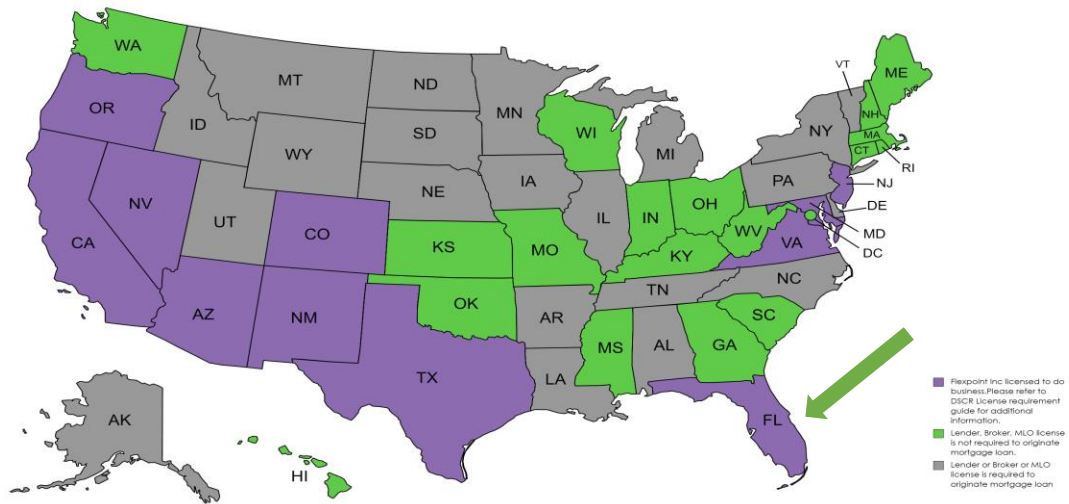 WA
OR
CA
NV
ID
MT
WY
UT
CO
AZ
NM
ND
SD
NE
KS
OK
TX
MN
IA
MO
AR
LA
WI
IL
MI
IN
OH
KY
TN
MS
AL
GA
FL
SC
NC
VA
WV
PA
NY
VT
NH
ME
MA
CT
RI
NJ
DE
MD
DC
AK
HI
Flexpoint Inc licensed to do
business.Please refer to
DSCR License requirement
guide for additional
information.
Lender, Broker, MLO license
is not required to originate
mortgage loan.
Lender or Broker or MLO
license is required to
originate mortgage loan